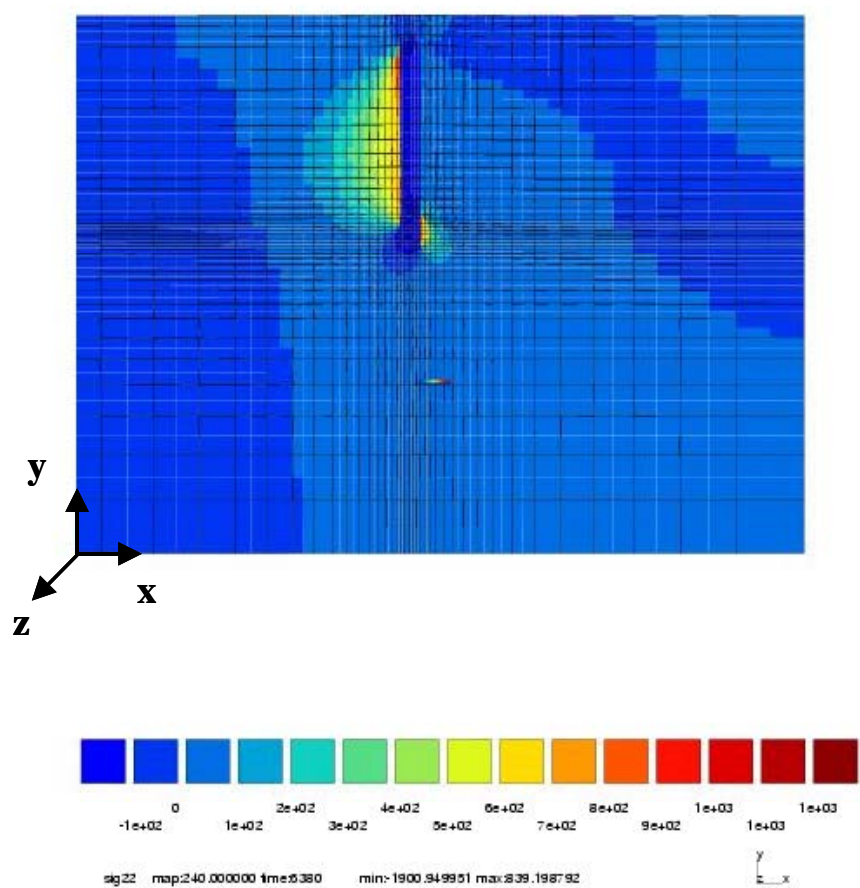 y
x
z
0 2e+02 4e+02 6e+02 8e+02 1e+03 1e+03
-1e+02 1e+02 3e+02 5e+02 7e+02 9e+02 1e+03
sig22 map:240.000000 time:6380 min:-1900.949951 max:839.198792
y
z x